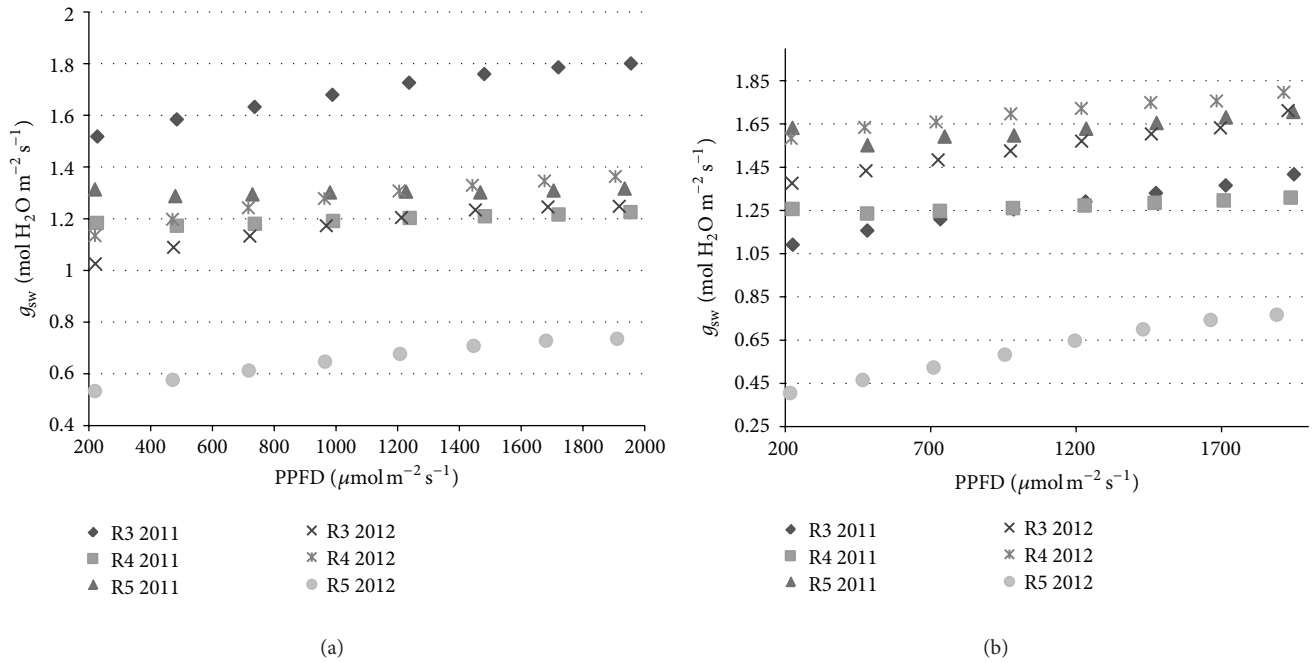 2
1.8
1.6
1.4
1.2
1
0.8
0.6
0.4
g_sw (mol H₂O m⁻² s⁻¹)
200 400 600 800 1000 1200 1400 1600 1800 2000
PPFD (μmol m⁻² s⁻¹)
R3 2011
R4 2011
R5 2011
R3 2012
R4 2012
R5 2012
(a)
1.85
1.65
1.45
1.25
1.05
0.85
0.65
0.45
0.25
g_sw (mol H₂O m⁻² s⁻¹)
200 700 1200 1700
PPFD (μmol m⁻² s⁻¹)
R3 2011
R4 2011
R5 2011
R3 2012
R4 2012
R5 2012
(b)